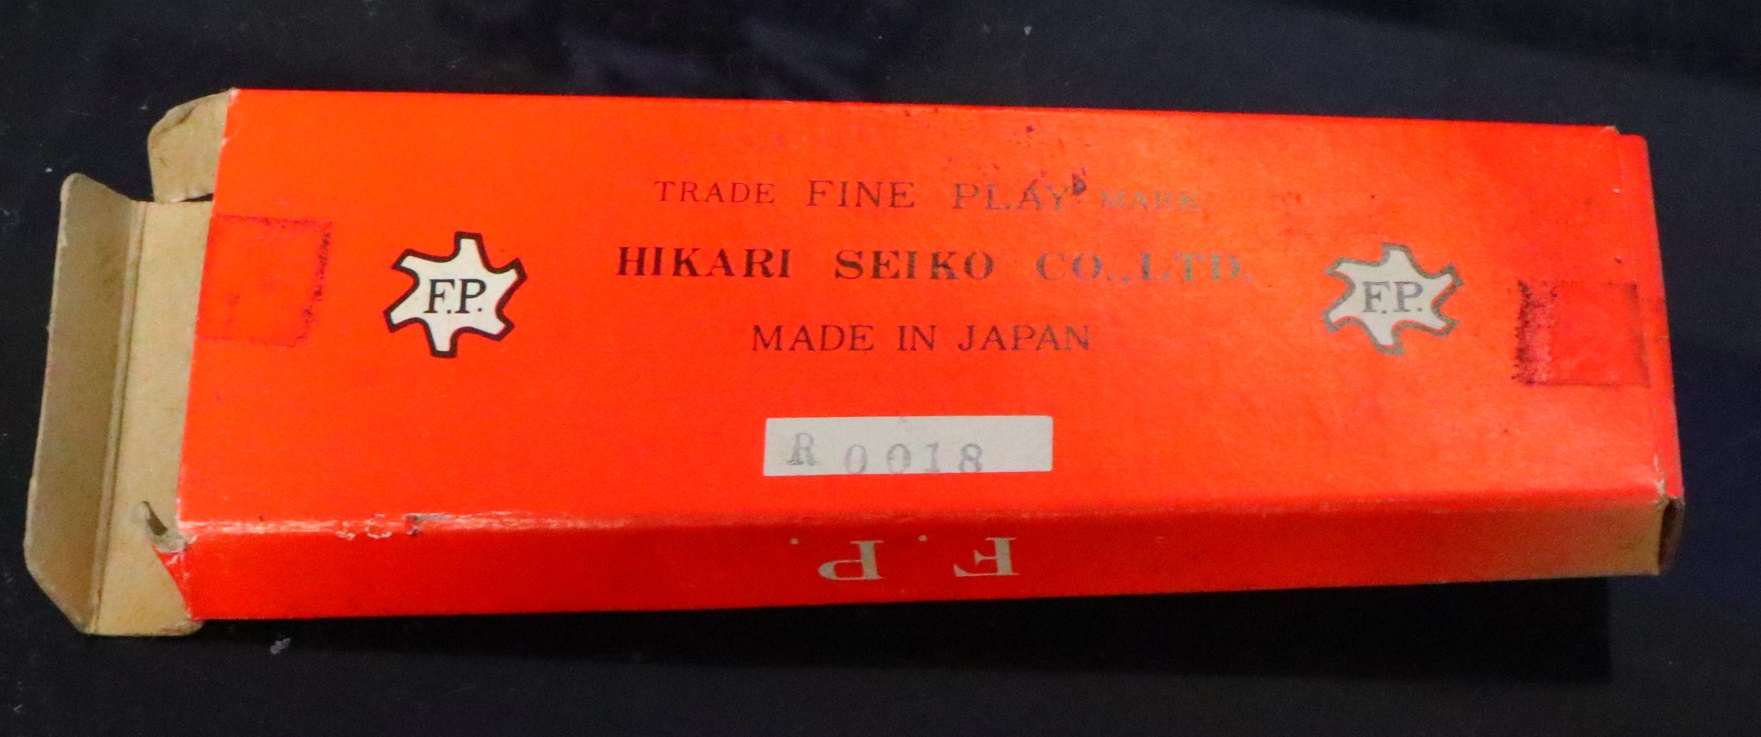 TRADE FINE PLAY MARK
HIKARI SEIKO CO.,LTD.
F.P.
F.P.
MADE IN JAPAN
R 0018
F.P.